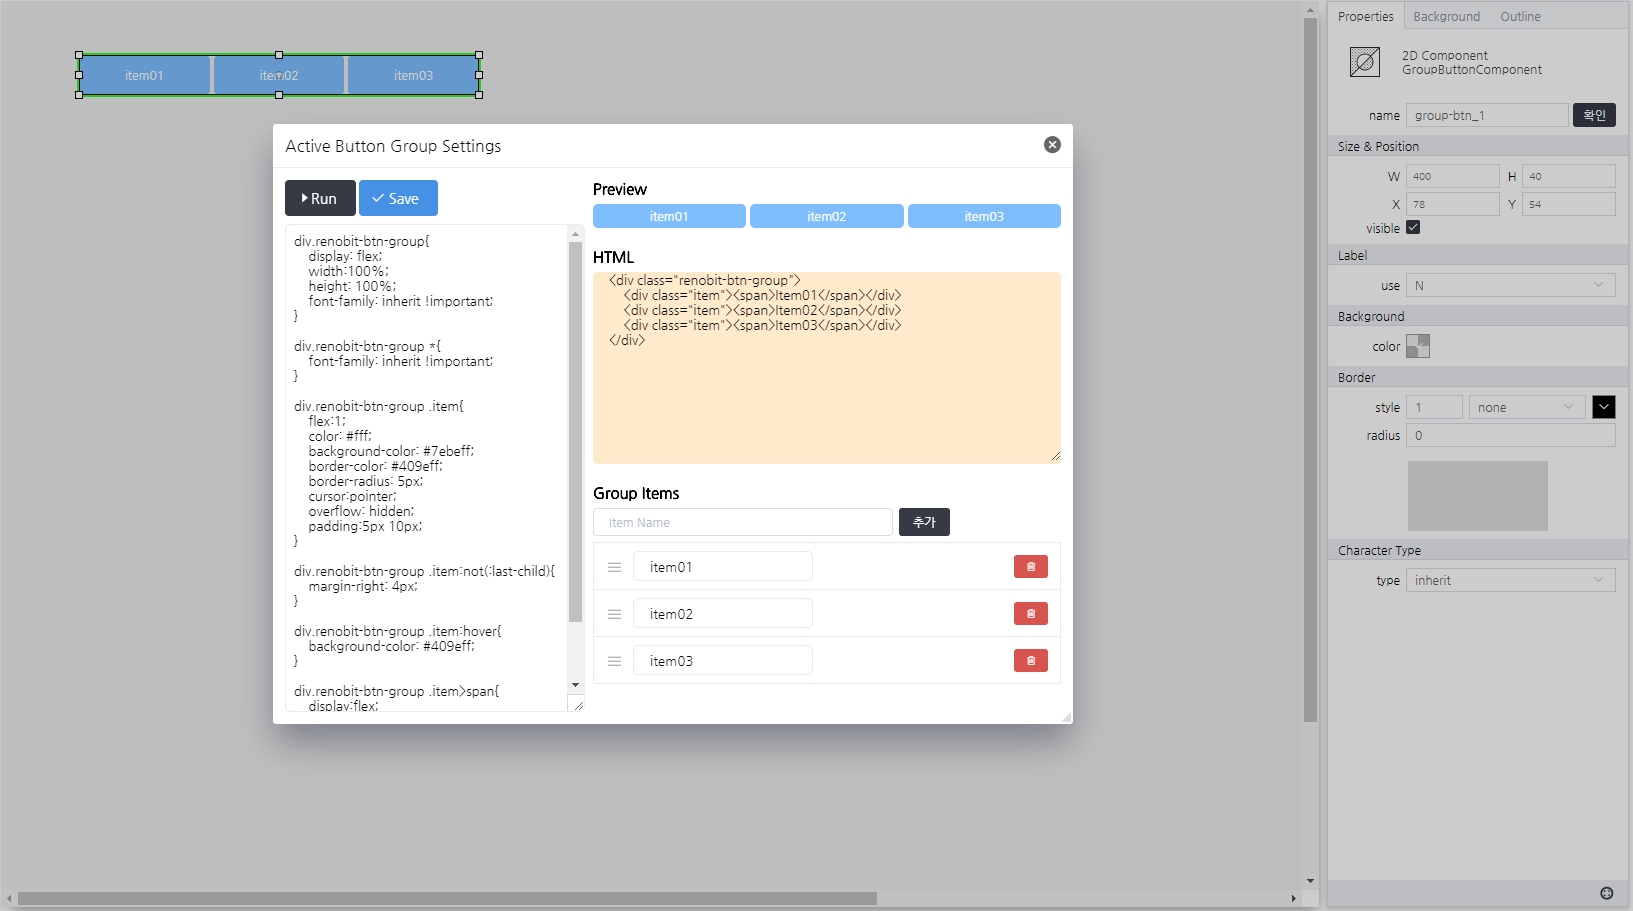 item01
item02
item03
Active Button Group Settings
Run
Save
div.renobit-btn-group{
display: flex;
width:100%;
height: 100%;
font-family: inherit !important;
}
div.renobit-btn-group *{
font-family: inherit !important;
}
div.renobit-btn-group .item{
flex:1;
color: #fff;
background-color: #7ebeff;
border-color: #409eff;
border-radius: 5px;
cursor:pointer;
overflow: hidden;
padding:5px 10px;
}
div.renobit-btn-group .item:not(:last-child){
margin-right: 4px;
}
div.renobit-btn-group .item:hover{
background-color: #409eff;
}
div.renobit-btn-group .item>span{
display:flex;
Preview
item01
item02
item03
HTML
<div class="renobit-btn-group">
<div class="item"><span>Item01</span></div>
<div class="item"><span>Item02</span></div>
<div class="item"><span>Item03</span></div>
</div>
Group Items
Item Name
추가
item01
item02
item03
Properties
Background
Outline
2D Component
GroupButtonComponent
name
group-btn_1
확인
Size & Position
W
400
H
40
X
78
Y
54
visible
Label
use
N
Background
color
Border
style
1
none
radius
0
Character Type
type
inherit